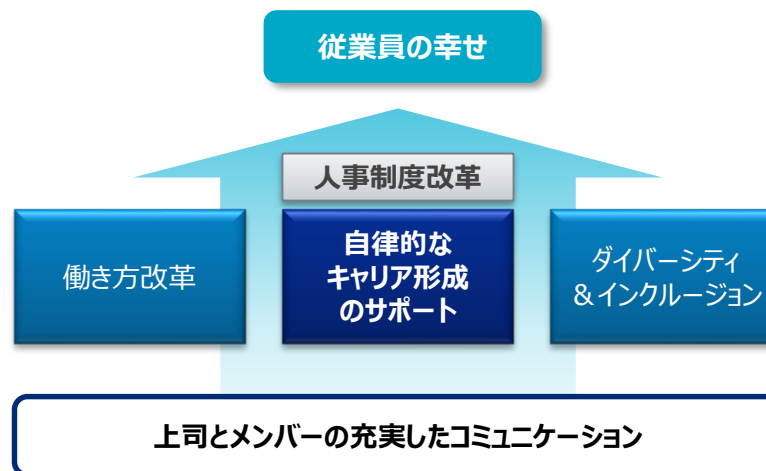 従業員の幸せ
人事制度改革
働き方改革
自律的な
キャリア形成
のサポート
ダイバーシティ
＆インクルージョン
上司とメンバーの充実したコミュニケーション